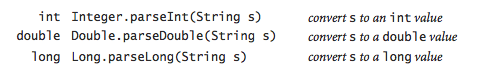 int Integer.parseInt(String s) convert s to an int value
double Double.parseDouble(String s) convert s to a double value
long Long.parseLong(String s) convert s to a long value